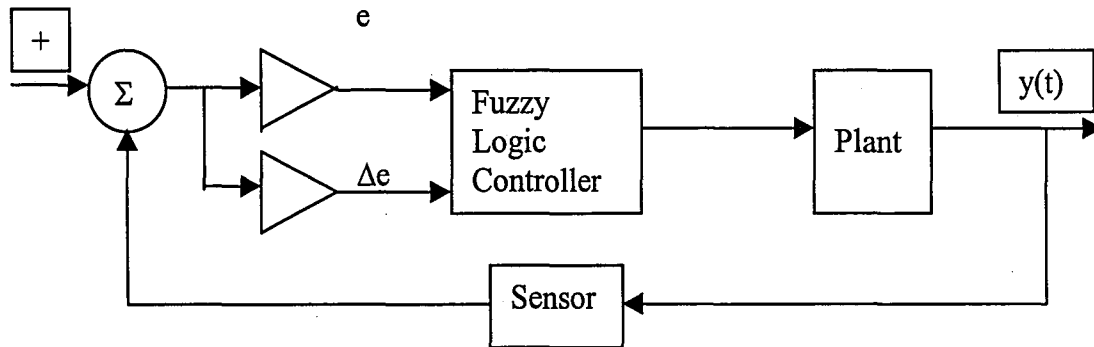 e
+
Σ
y(t)
Fuzzy
Logic
Controller
Plant
Δe
Sensor